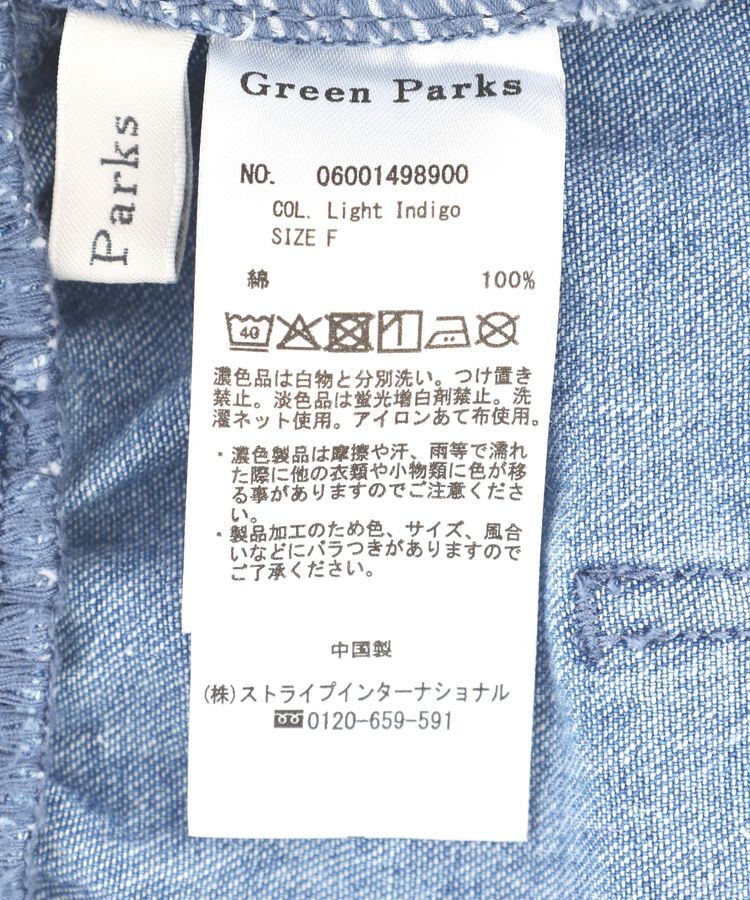 Parks
Green Parks
NO. 06001498900
COL. Light Indigo
SIZE F
綿 100%
40
濃色品は白物と分別洗い。つけ置き
禁止。淡色品は蛍光増白剤禁止。洗
濯ネット使用。アイロンあて布使用。
・濃色製品は摩擦や汗、雨等で濡れ
た際に他の衣類や小物類に色が移
る事がありますのでご注意くださ
い。
・製品加工のため色、サイズ、風合
いなどにバラつきがありますので
ご了承ください。
中国製
(株)ストライプインターナショナル
0120-659-591